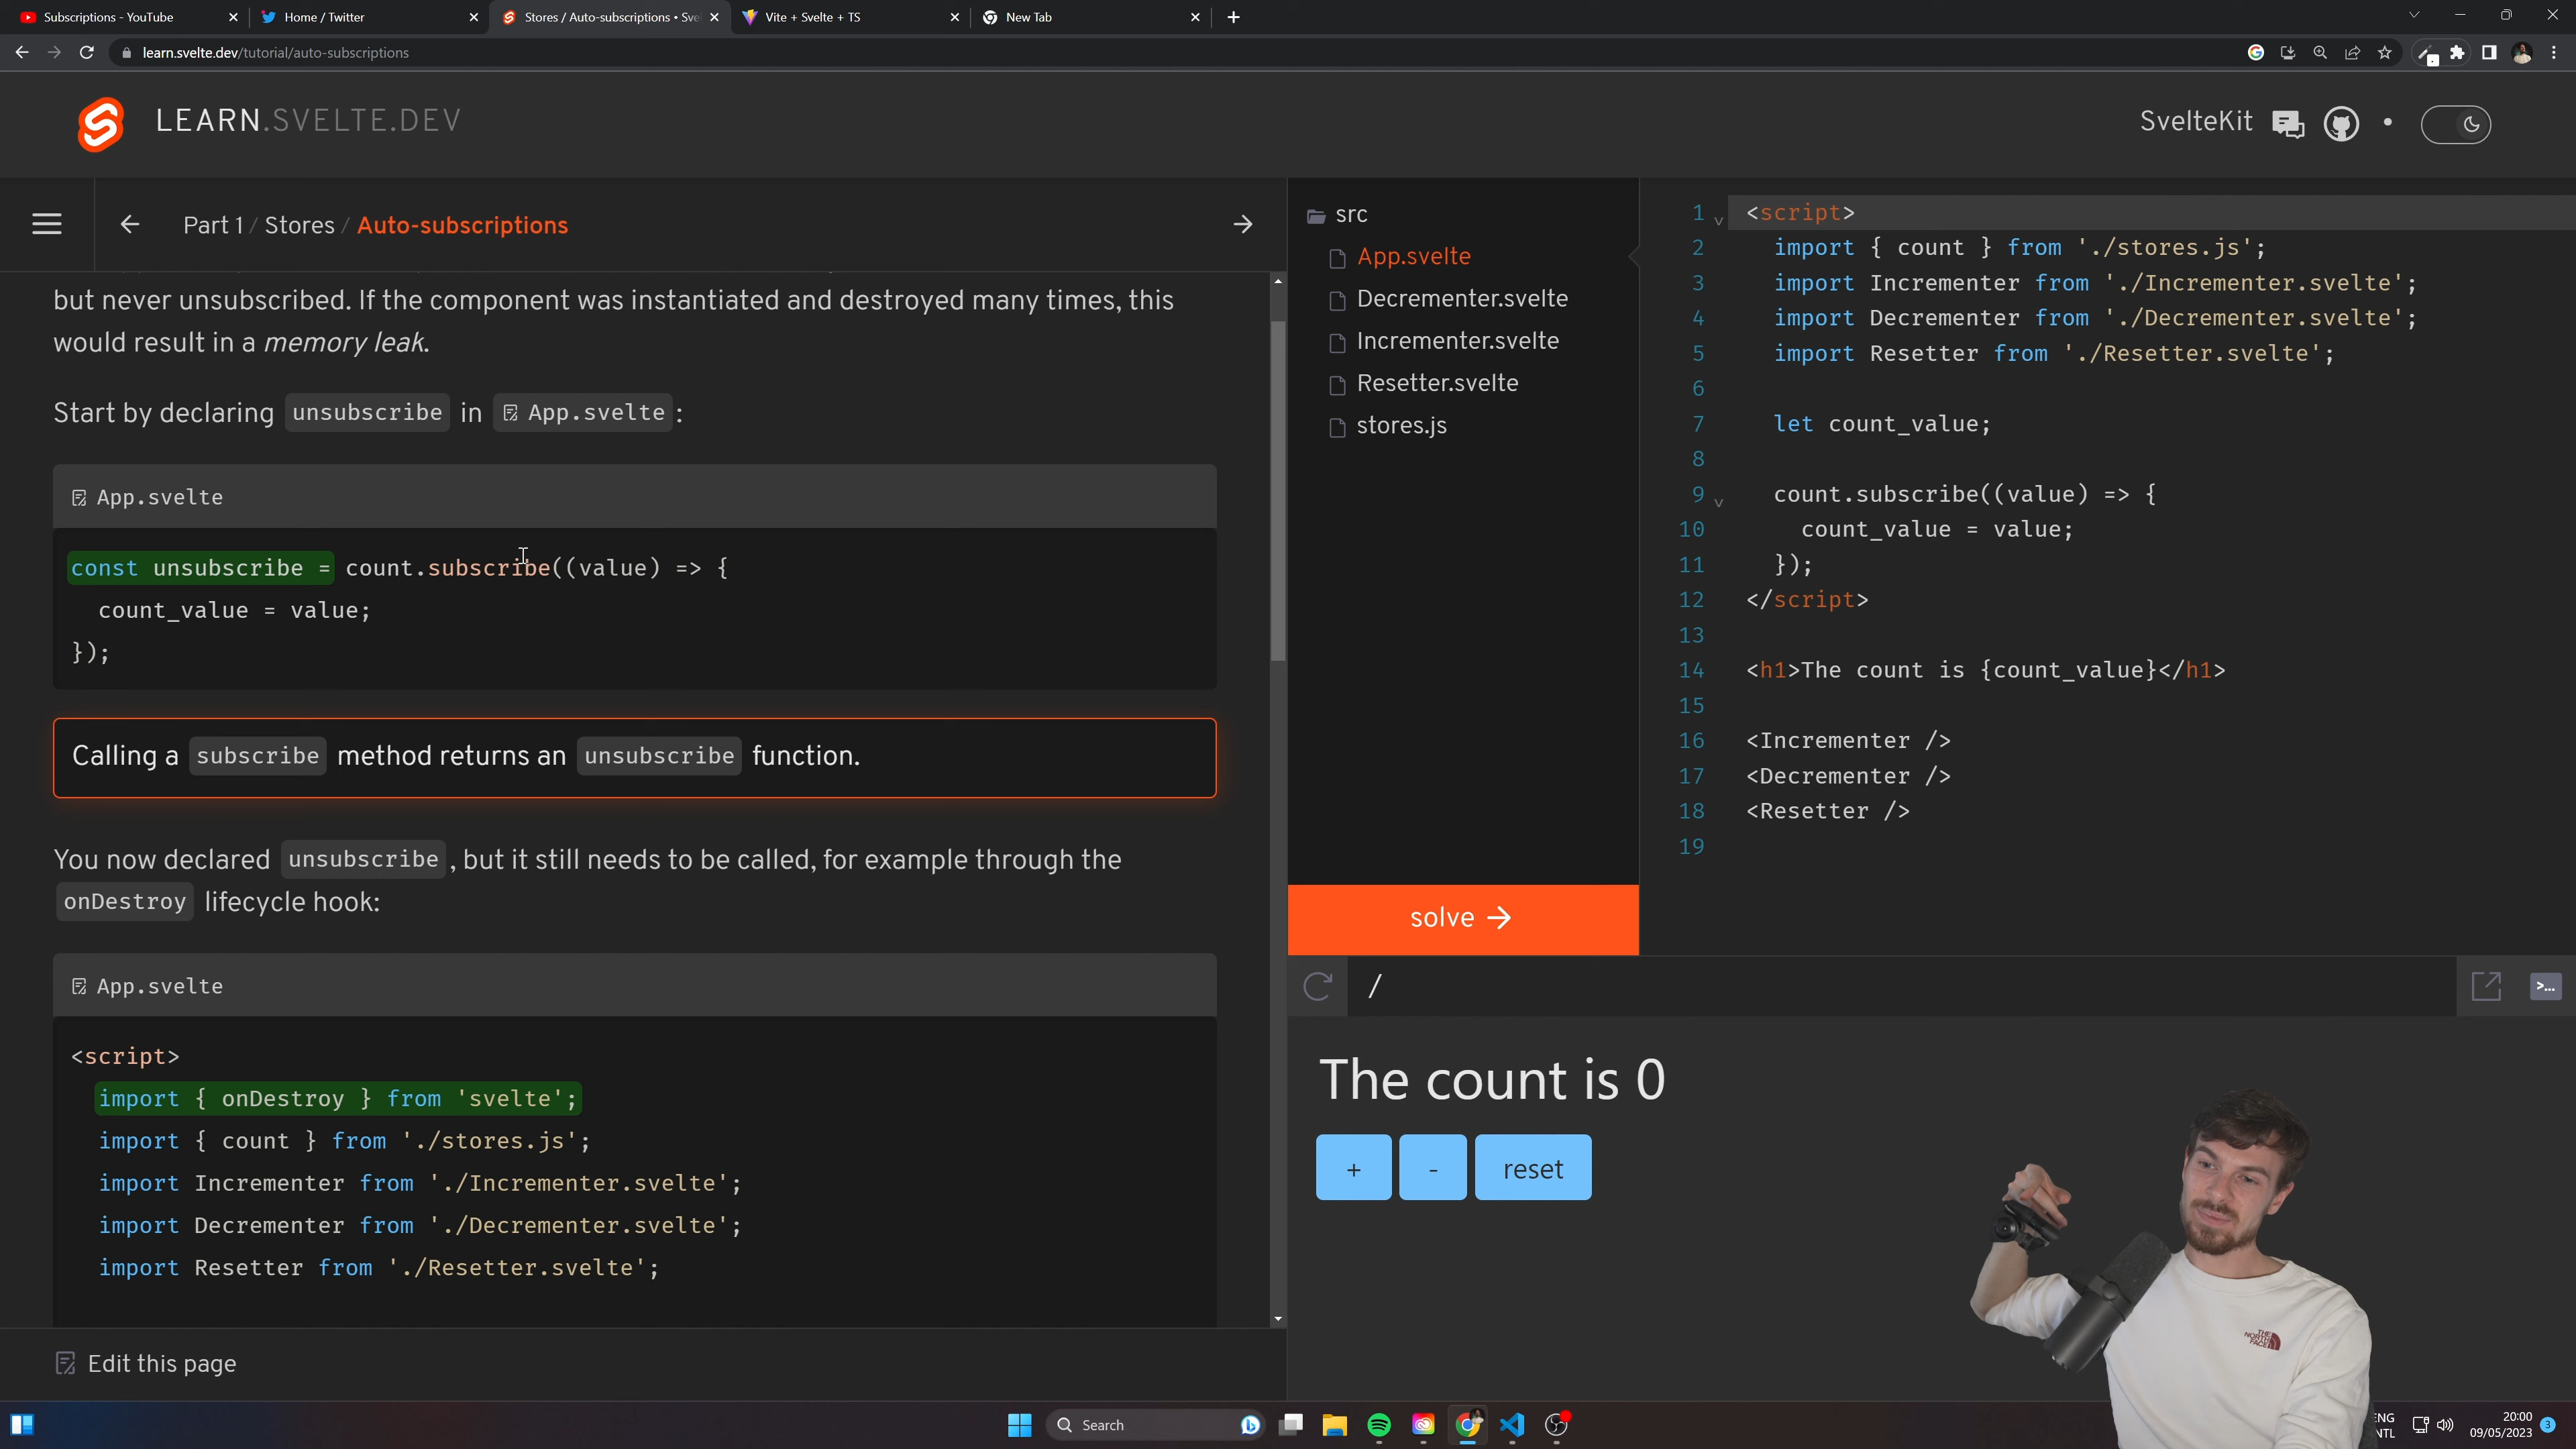 Subscriptions - YouTube
Home / Twitter
Stores / Auto-subscriptions • Sve
Vite + Svelte + TS
New Tab
learn.svelte.dev/tutorial/auto-subscriptions
LEARN.SVELTE.DEV
SvelteKit
Part 1 / Stores / Auto-subscriptions
but never unsubscribed. If the component was instantiated and destroyed many times, this
would result in a memory leak.
Start by declaring unsubscribe in App.svelte :
App.svelte
const unsubscribe = count.subscribe((value) => {
count_value = value;
});
Calling a subscribe method returns an unsubscribe function.
You now declared unsubscribe , but it still needs to be called, for example through the
onDestroy lifecycle hook:
App.svelte
<script>
import { onDestroy } from 'svelte';
import { count } from './stores.js';
import Incrementer from './Incrementer.svelte';
import Decrementer from './Decrementer.svelte';
import Resetter from './Resetter.svelte';
Edit this page
src
App.svelte
Decrementer.svelte
Incrementer.svelte
Resetter.svelte
stores.js
solve →
1 <script>
2 import { count } from './stores.js';
3 import Incrementer from './Incrementer.svelte';
4 import Decrementer from './Decrementer.svelte';
5 import Resetter from './Resetter.svelte';
6
7 let count_value;
8
9 count.subscribe((value) => {
10 count_value = value;
11 });
12 </script>
13
14 <h1>The count is {count_value}</h1>
15
16 <Incrementer />
17 <Decrementer />
18 <Resetter />
19
/
>...
The count is 0
+ - reset
THE NORTH FACE
Search
ENG
INTL
20:00
09/05/2023
3